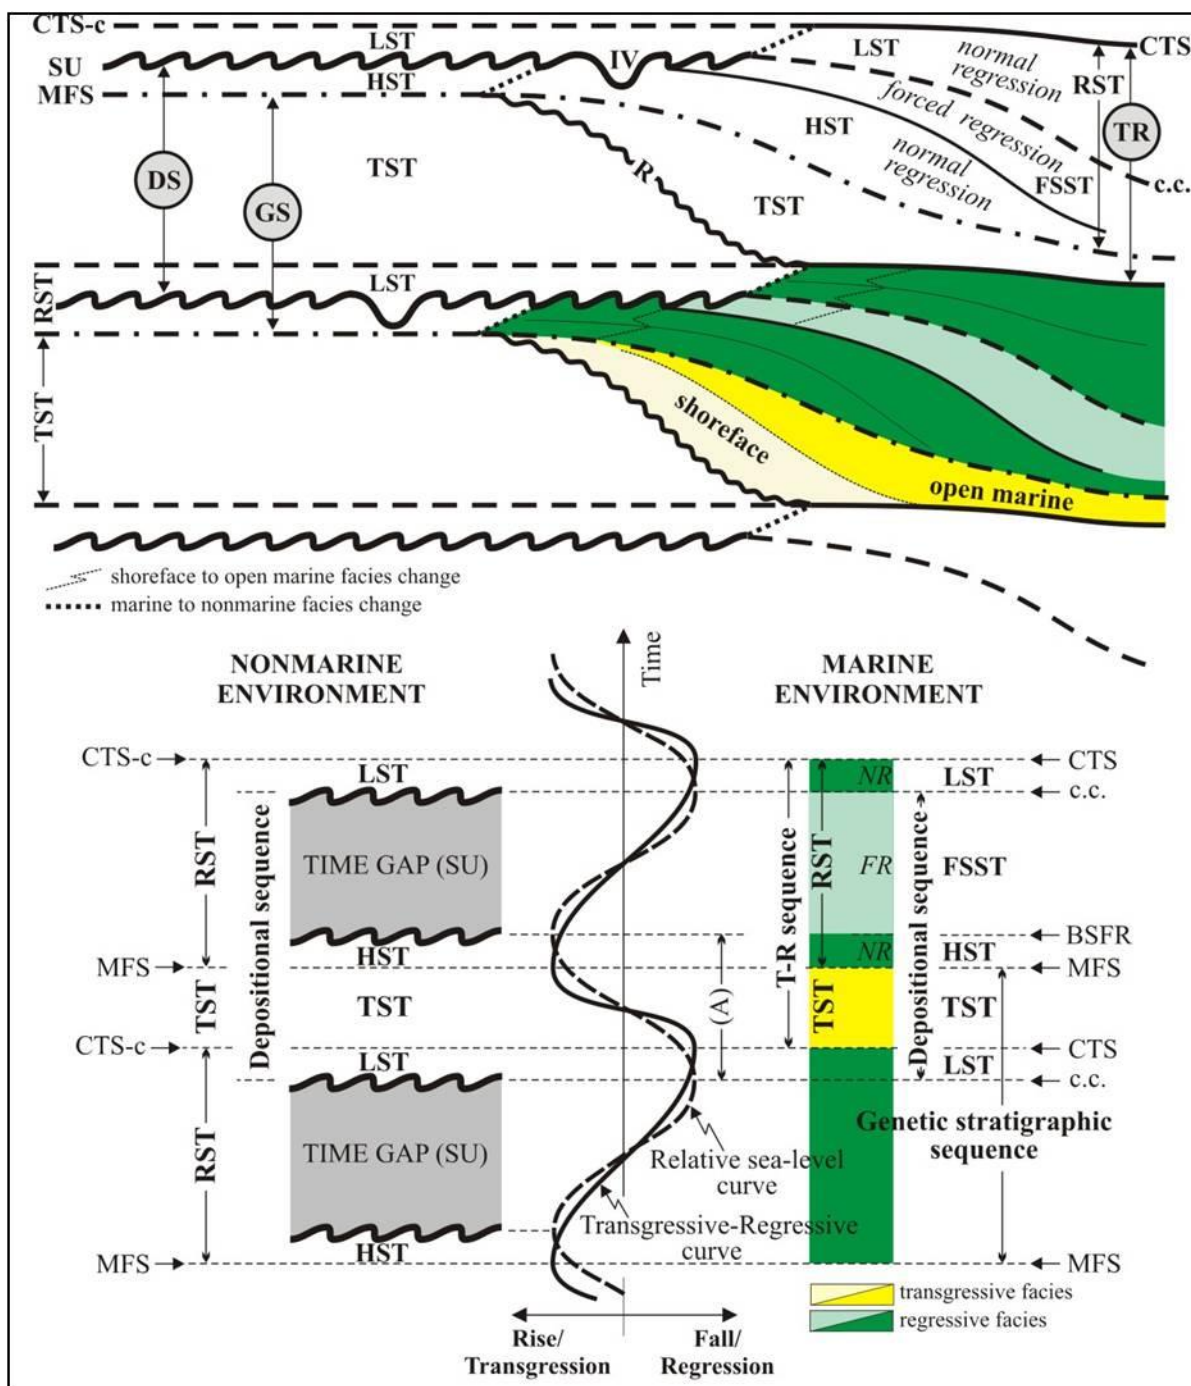 CTS-c
LST
SU
IV
MFS
HST
LST
normal
regression
CTS
RST
forced regression
TR
HST
normal
regression
FSST
c.c.
DS
TST
R
GS
TST
RST
LST
TST
shoreface
open marine
shoreface to open marine facies change
marine to nonmarine facies change
NONMARINE
ENVIRONMENT
Time
MARINE
ENVIRONMENT
CTS-c
LST
NR
LST
CTS
c.c.
RST
Depositional sequence
TIME GAP (SU)
T-R sequence
RST
FR
FSST
Depositional sequence
BSFR
HST
NR
HST
MFS
MFS
TST
TST
(A)
TST
TST
CTS-c
CTS
LST
LST
c.c.
RST
TIME GAP (SU)
Genetic stratigraphic
sequence
Relative sea-level
curve
Transgressive-Regressive
curve
HST
MFS
MFS
transgressive facies
regressive facies
Rise/
Transgression
Fall/
Regression